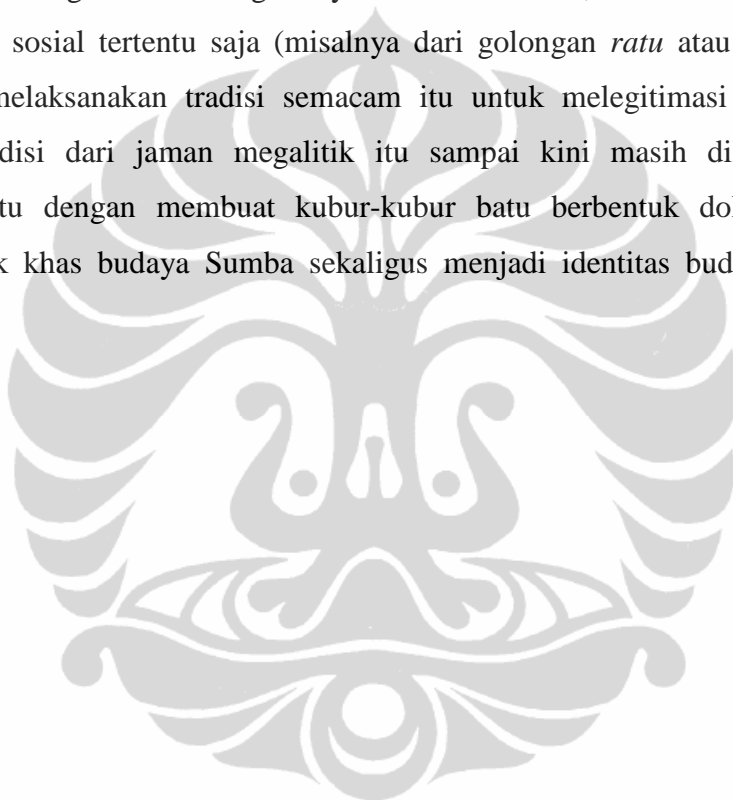 sosial tertentu saja (misalnya dari golongan ratu atau
melaksanakan tradisi semacam itu untuk melegitimasi
disi dari jaman megalitik itu sampai kini masih di
tu dengan membuat kubur-kubur batu berbentuk dol
k khas budaya Sumba sekaligus menjadi identitas bud